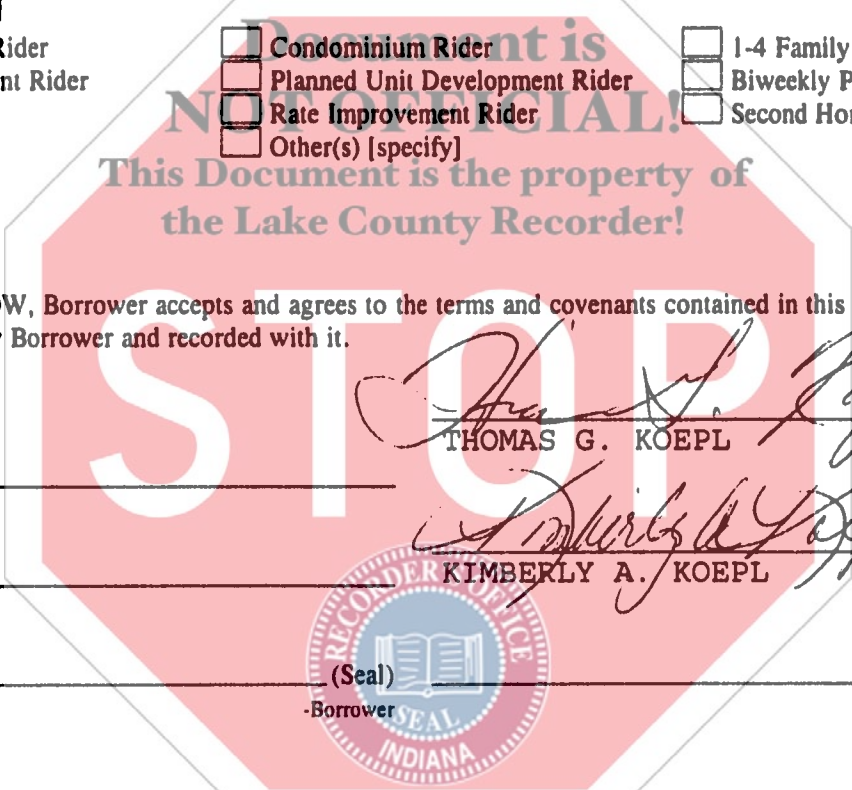 Document is
Rider Condominium Rider 1-4 Family
nt Rider Planned Unit Development Rider Biweekly P
NOT OFFICIAL!
Rate Improvement Rider Second Hor
Other(s) [specify]
This Document is the property of
the Lake County Recorder!
OW, Borrower accepts and agrees to the terms and covenants contained in this
Borrower and recorded with it.
STOP
THOMAS G. KOEPL
Kimberly A
KIMBERLY A. KOEPL
RECORDER OFFICE
(Seal)
-Borrower
SEAL
INDIANA